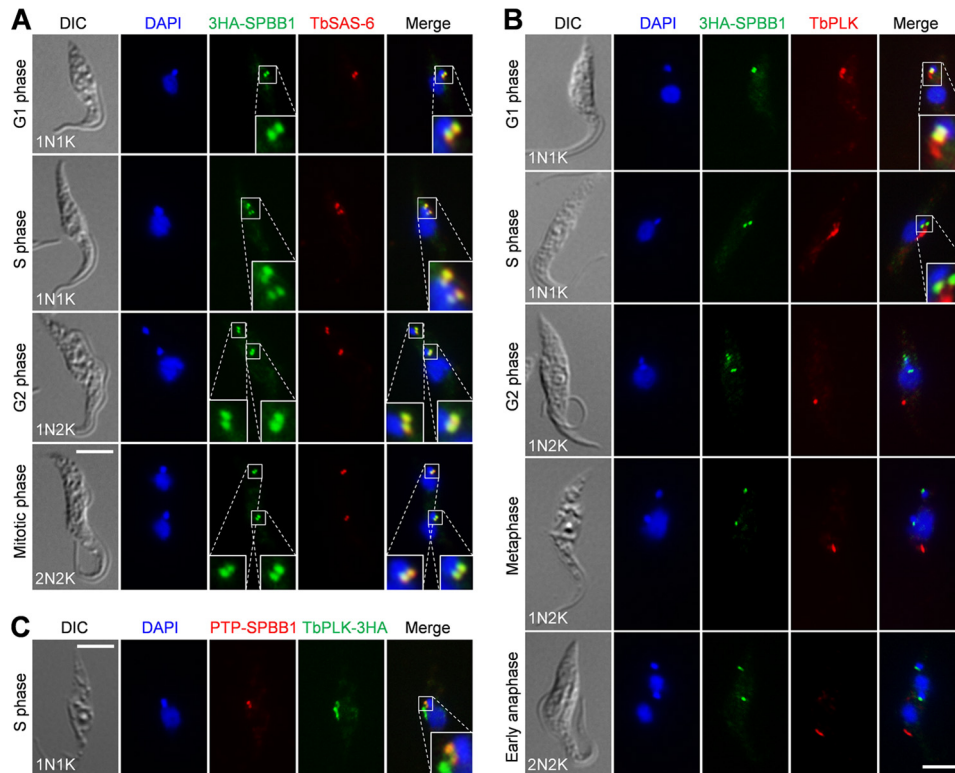 A
DIC DAPI 3HA-SPBB1 TbSAS-6 Merge
G1 phase
1N1K
S phase
1N1K
G2 phase
1N2K
Mitotic phase
2N2K
B
DIC DAPI 3HA-SPBB1 TbPLK Merge
G1 phase
1N1K
S phase
1N1K
G2 phase
1N2K
Metaphase
1N2K
Early anaphase
2N2K
C
DIC DAPI PTP-SPBB1 TbPLK-3HA Merge
S phase
1N1K